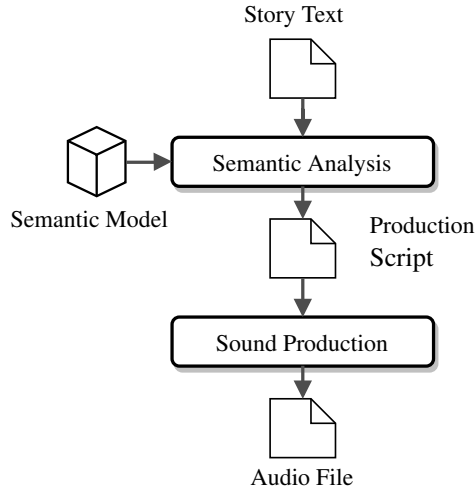 Story Text
Semantic Analysis
Semantic Model
Production
Script
Sound Production
Audio File